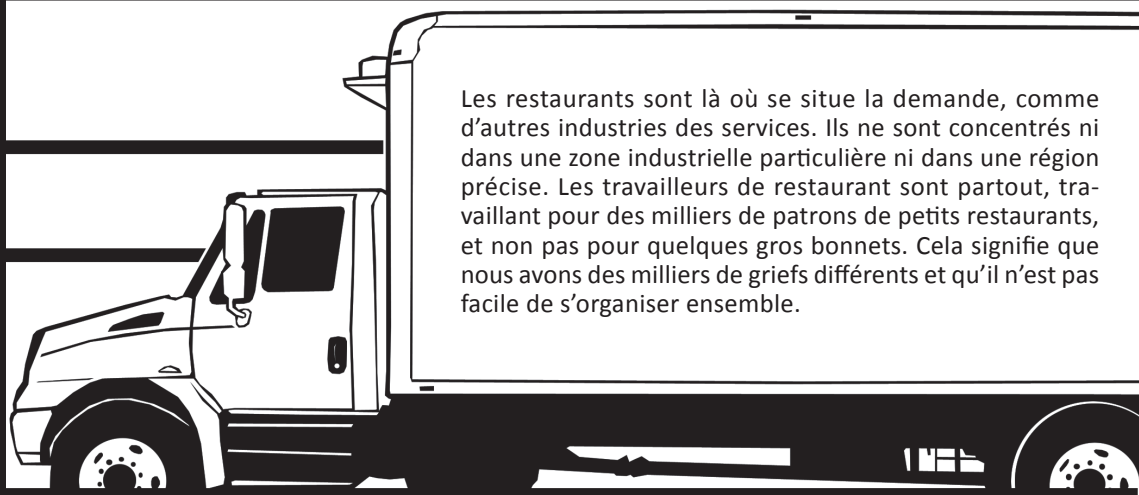 Les restaurants sont là où se situe la demande, comme
d’autres industries des services. Ils ne sont concentrés ni
dans une zone industrielle particulière ni dans une région
précise. Les travailleurs de restaurant sont partout, tra-
vaillant pour des milliers de patrons de petits restaurants,
et non pas pour quelques gros bonnets. Cela signifie que
nous avons des milliers de griefs différents et qu’il n’est pas
facile de s’organiser ensemble.